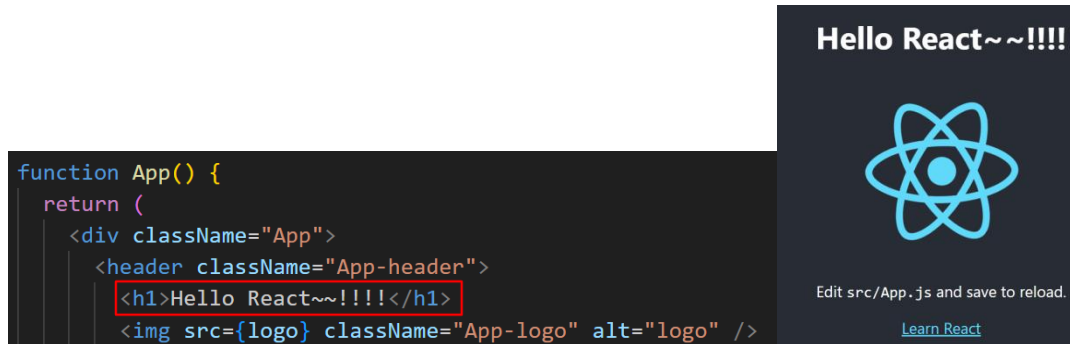 function App() {
return (
<div className="App">
<header className="App-header">
<h1>Hello React~~!!!!</h1>
<img src={logo} className="App-logo" alt="logo" />
Hello React~~!!!!
Edit src/App.js and save to reload.
Learn React